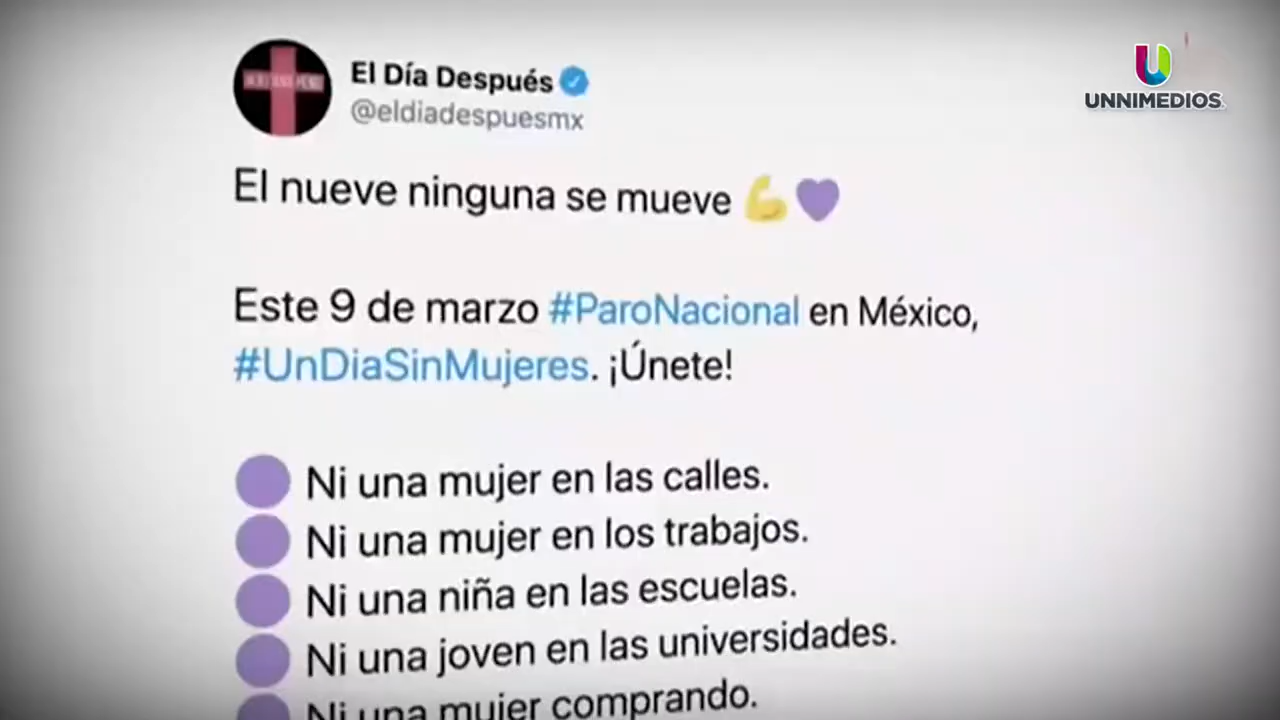 El Día Después
@eldiadespuesmx
UNNIMEDIOS
El nueve ninguna se mueve 💪💜
Este 9 de marzo #ParoNacional en México,
#UnDiaSinMujeres. ¡Únete!
Ni una mujer en las calles.
Ni una mujer en los trabajos.
Ni una niña en las escuelas.
Ni una joven en las universidades.
Ni una mujer comprando.